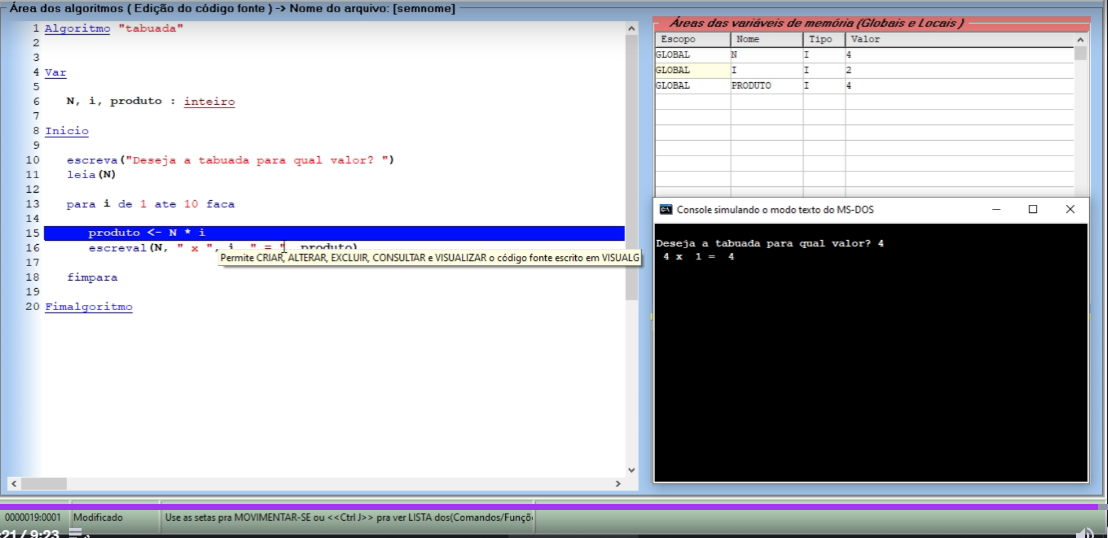 Área dos algoritmos ( Edição do código fonte ) -> Nome do arquivo: [semnome]
1 Algoritmo "tabuada"
2
3
4 Var
5
6 N, i, produto : inteiro
7
8 Inicio
9
10 escreva("Deseja a tabuada para qual valor? ")
11 leia(N)
12
13 para i de 1 ate 10 faca
14
15 produto <- N * i
16 escreval(N, " x ", i, " = ", produto)
17
18 fimpara
19
20 Fimalgoritmo
Permite CRIAR, ALTERAR, EXCLUIR, CONSULTAR e VISUALIZAR o código fonte escrito em VISUALG
Áreas das variáveis de memória (Globais e Locais )
Escopo Nome Tipo Valor
GLOBAL N I 4
GLOBAL I I 2
GLOBAL PRODUTO I 4
Console simulando o modo texto do MS-DOS
Deseja a tabuada para qual valor? 4
4 x 1 = 4
0000019:0001 Modificado Use as setas pra MOVIMENTAR-SE ou <<Ctrl J>> pra ver LISTA dos(Comandos/Funçõ
:21 / 9:23